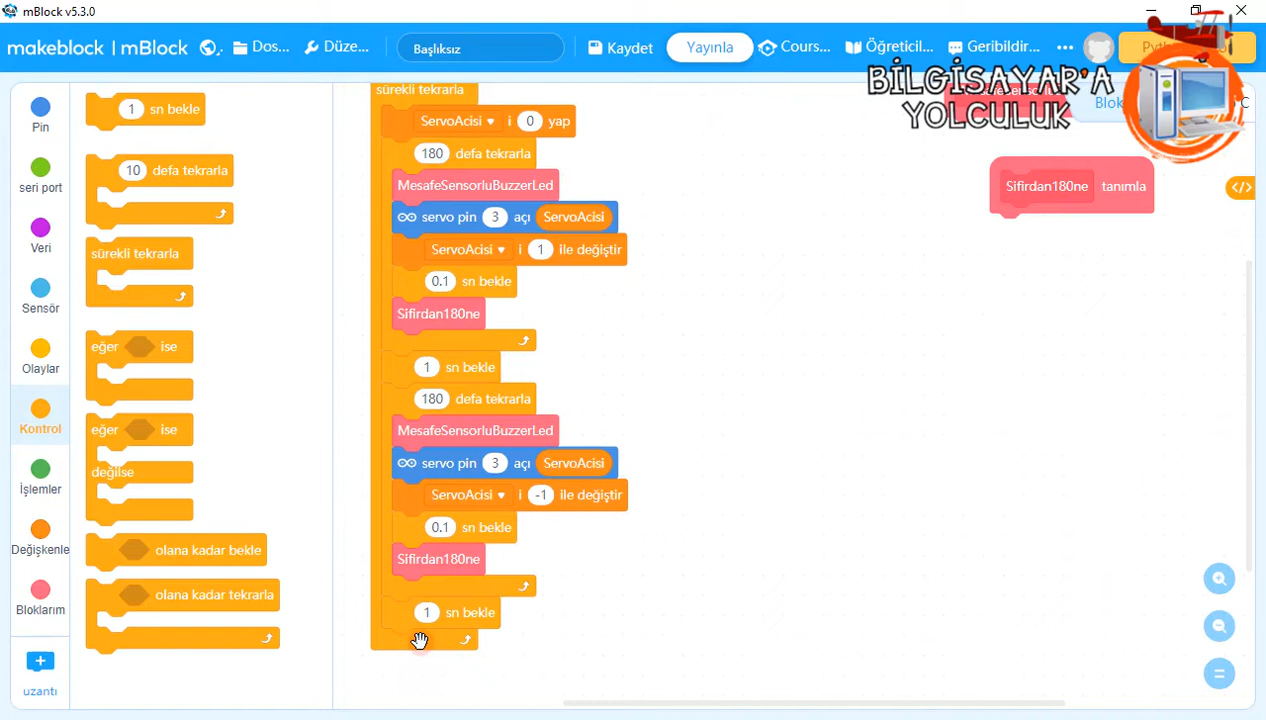 mBlock v5.3.0
makeblock | mBlock
Dos...
Düze...
Başlıksız
Kaydet
Yayınla
Cours...
Öğreticil...
Geribildir...
BİLGİSAYAR'A
YOLCULUK
Pin
seri port
Veri
Sensör
Olaylar
Kontrol
İşlemler
Değişkenle
Bloklarım
uzantı
1 sn bekle
10 defa tekrarla
sürekli tekrarla
eğer ise
eğer ise
değilse
olana kadar bekle
olana kadar tekrarla
sürekli tekrarla
ServoAcisi i 0 yap
180 defa tekrarla
MesafeSensorluBuzzerLed
servo pin 3 açı ServoAcisi
ServoAcisi i 1 ile değiştir
0.1 sn bekle
Sifirdan180ne
1 sn bekle
180 defa tekrarla
MesafeSensorluBuzzerLed
servo pin 3 açı ServoAcisi
ServoAcisi i -1 ile değiştir
0.1 sn bekle
Sifirdan180ne
1 sn bekle
Sifirdan180ne tanımla